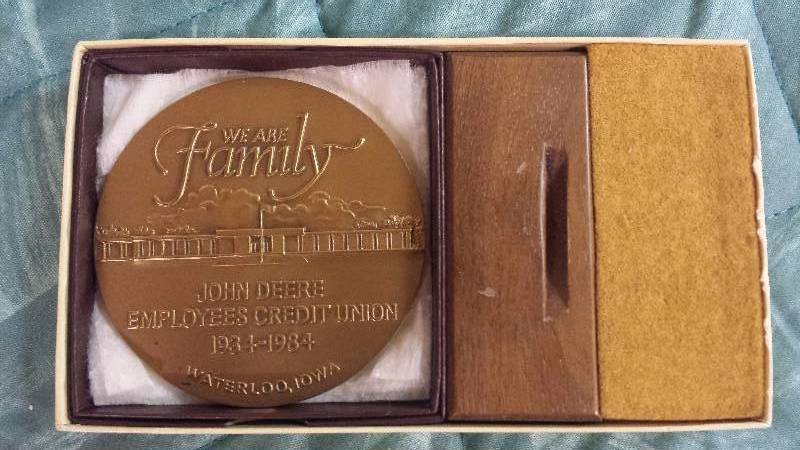 WE ARE
Family
JOHN DEERE
EMPLOYEES CREDIT UNION
1934-1984
WATERLOO, IOWA